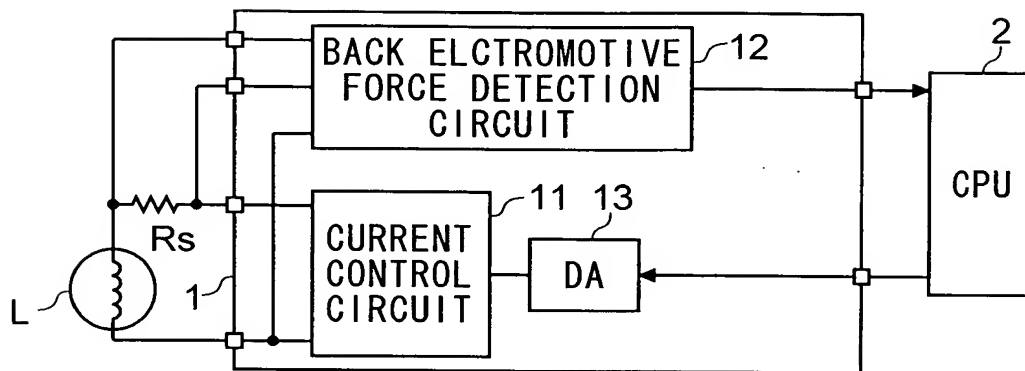 BACK ELCTROMOTIVE
FORCE DETECTION
CIRCUIT
12
2
CPU
Rs
11
13
CURRENT
CONTROL
CIRCUIT
DA
L
1